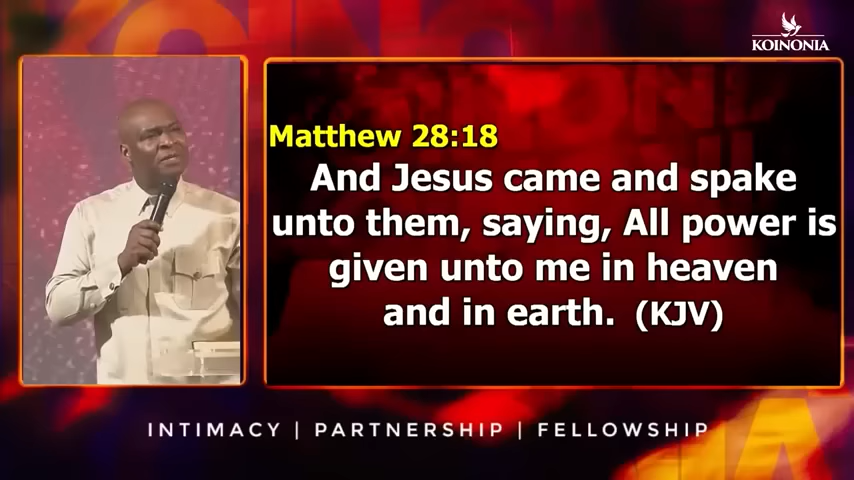 KOINONIA
Matthew 28:18
And Jesus came and spake
unto them, saying, All power is
given unto me in heaven
and in earth. (KJV)
INTIMACY | PARTNERSHIP | FELLOWSHIP